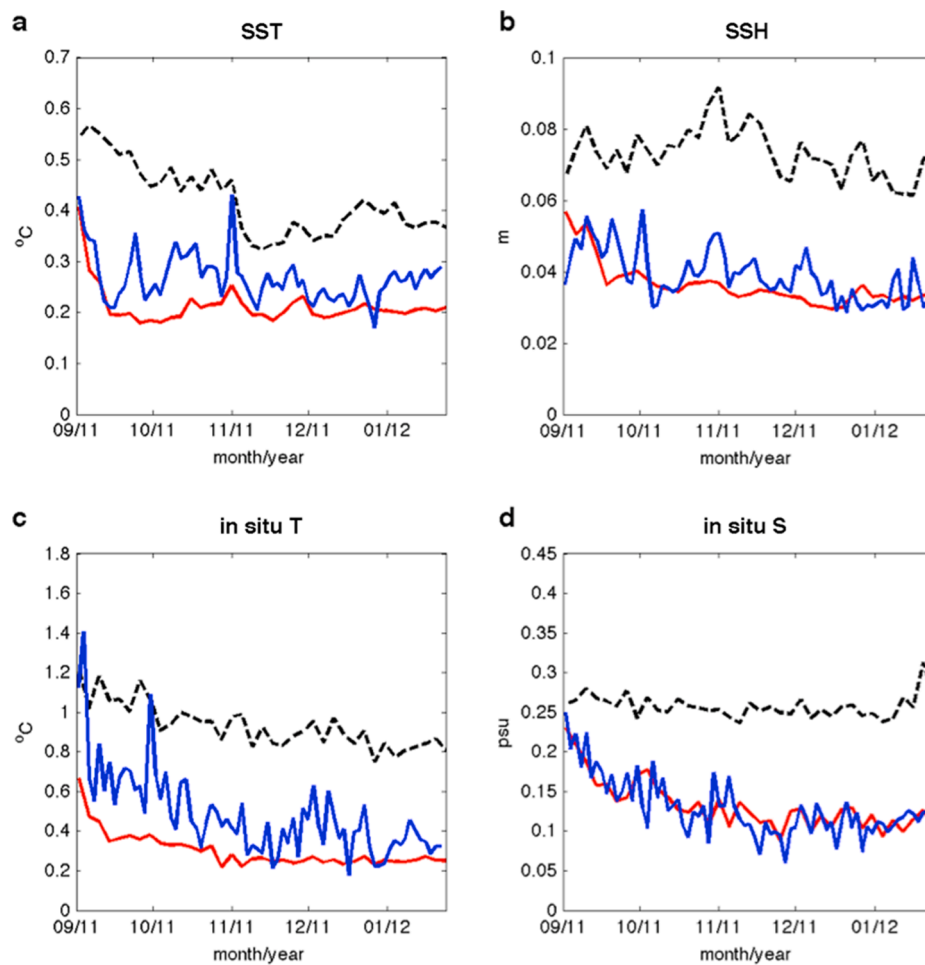 a SST
0.7
0.6
0.5
0.4
0.3
0.2
0.1
0
ºC
09/11 10/11 11/11 12/11 01/12
month/year
b SSH
0.1
0.08
0.06
0.04
0.02
0
m
09/11 10/11 11/11 12/11 01/12
month/year
c in situ T
1.8
1.6
1.4
1.2
1
0.8
0.6
0.4
0.2
0
ºC
09/11 10/11 11/11 12/11 01/12
month/year
d in situ S
0.45
0.4
0.35
0.3
0.25
0.2
0.15
0.1
0.05
0
psu
09/11 10/11 11/11 12/11 01/12
month/year